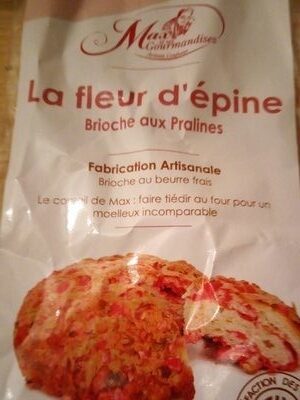 Max
Gourmandises
La fleur d'épine
Brioche aux Pralines
Fabrication Artisanale
Brioche au beurre frais
Le conseil de Max : faire tiédir au four pour un
moelleux incomparable